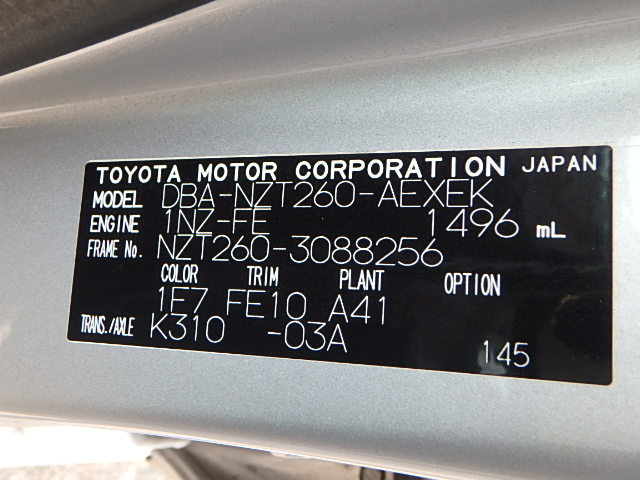 TOYOTA MOTOR CORPORATION JAPAN
MODEL DBA-NZT260-AEXEK
ENGINE 1NZ-FE 1496 mL
FRAME No. NZT260-3088256
COLOR TRIM PLANT OPTION
1E7 FE10 A41
TRANS./AXLE K310 -03A
145